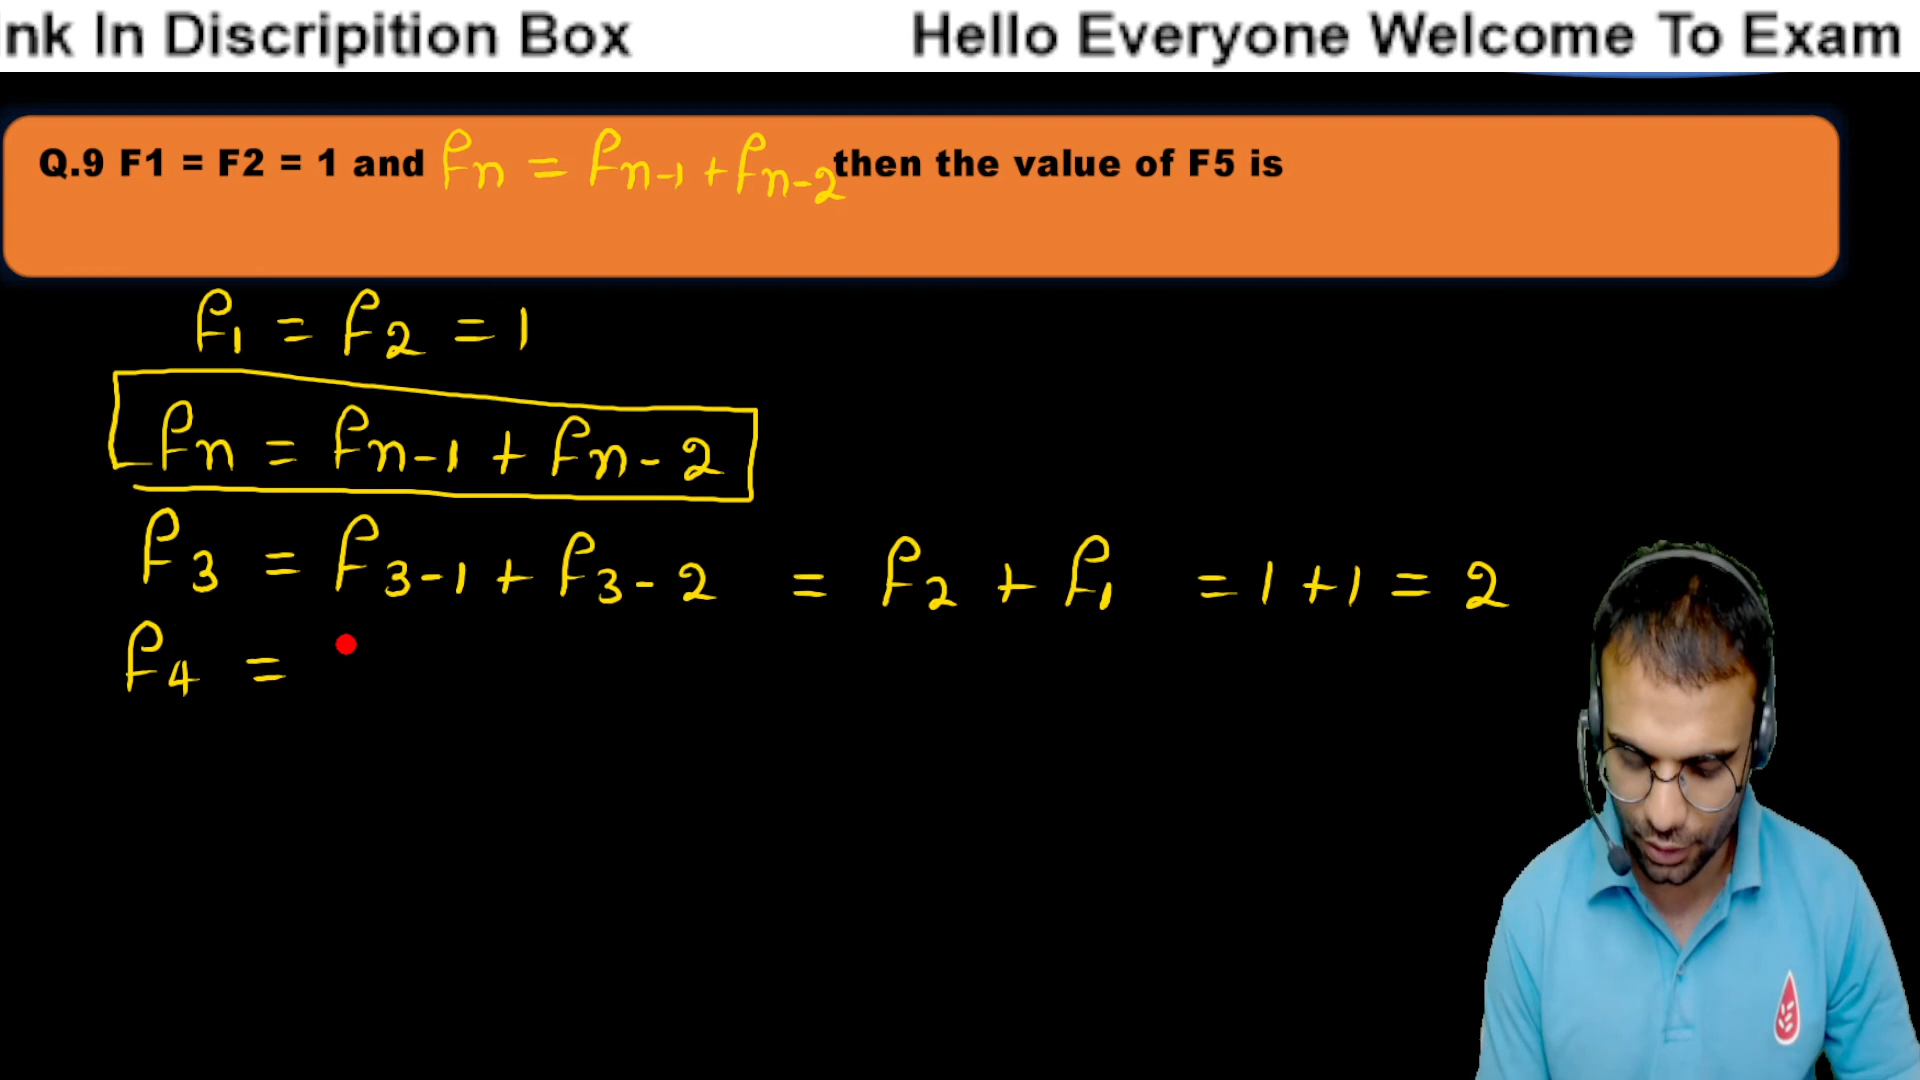 nk In Discripition Box Hello Everyone Welcome To Exam
Q.9 F1 = F2 = 1 and Fn = Fn-1 + Fn-2 then the value of F5 is
F1 = F2 = 1
Fn = Fn-1 + Fn-2
F3 = F3-1 + F3-2 = F2 + F1 = 1 + 1 = 2
F4 =